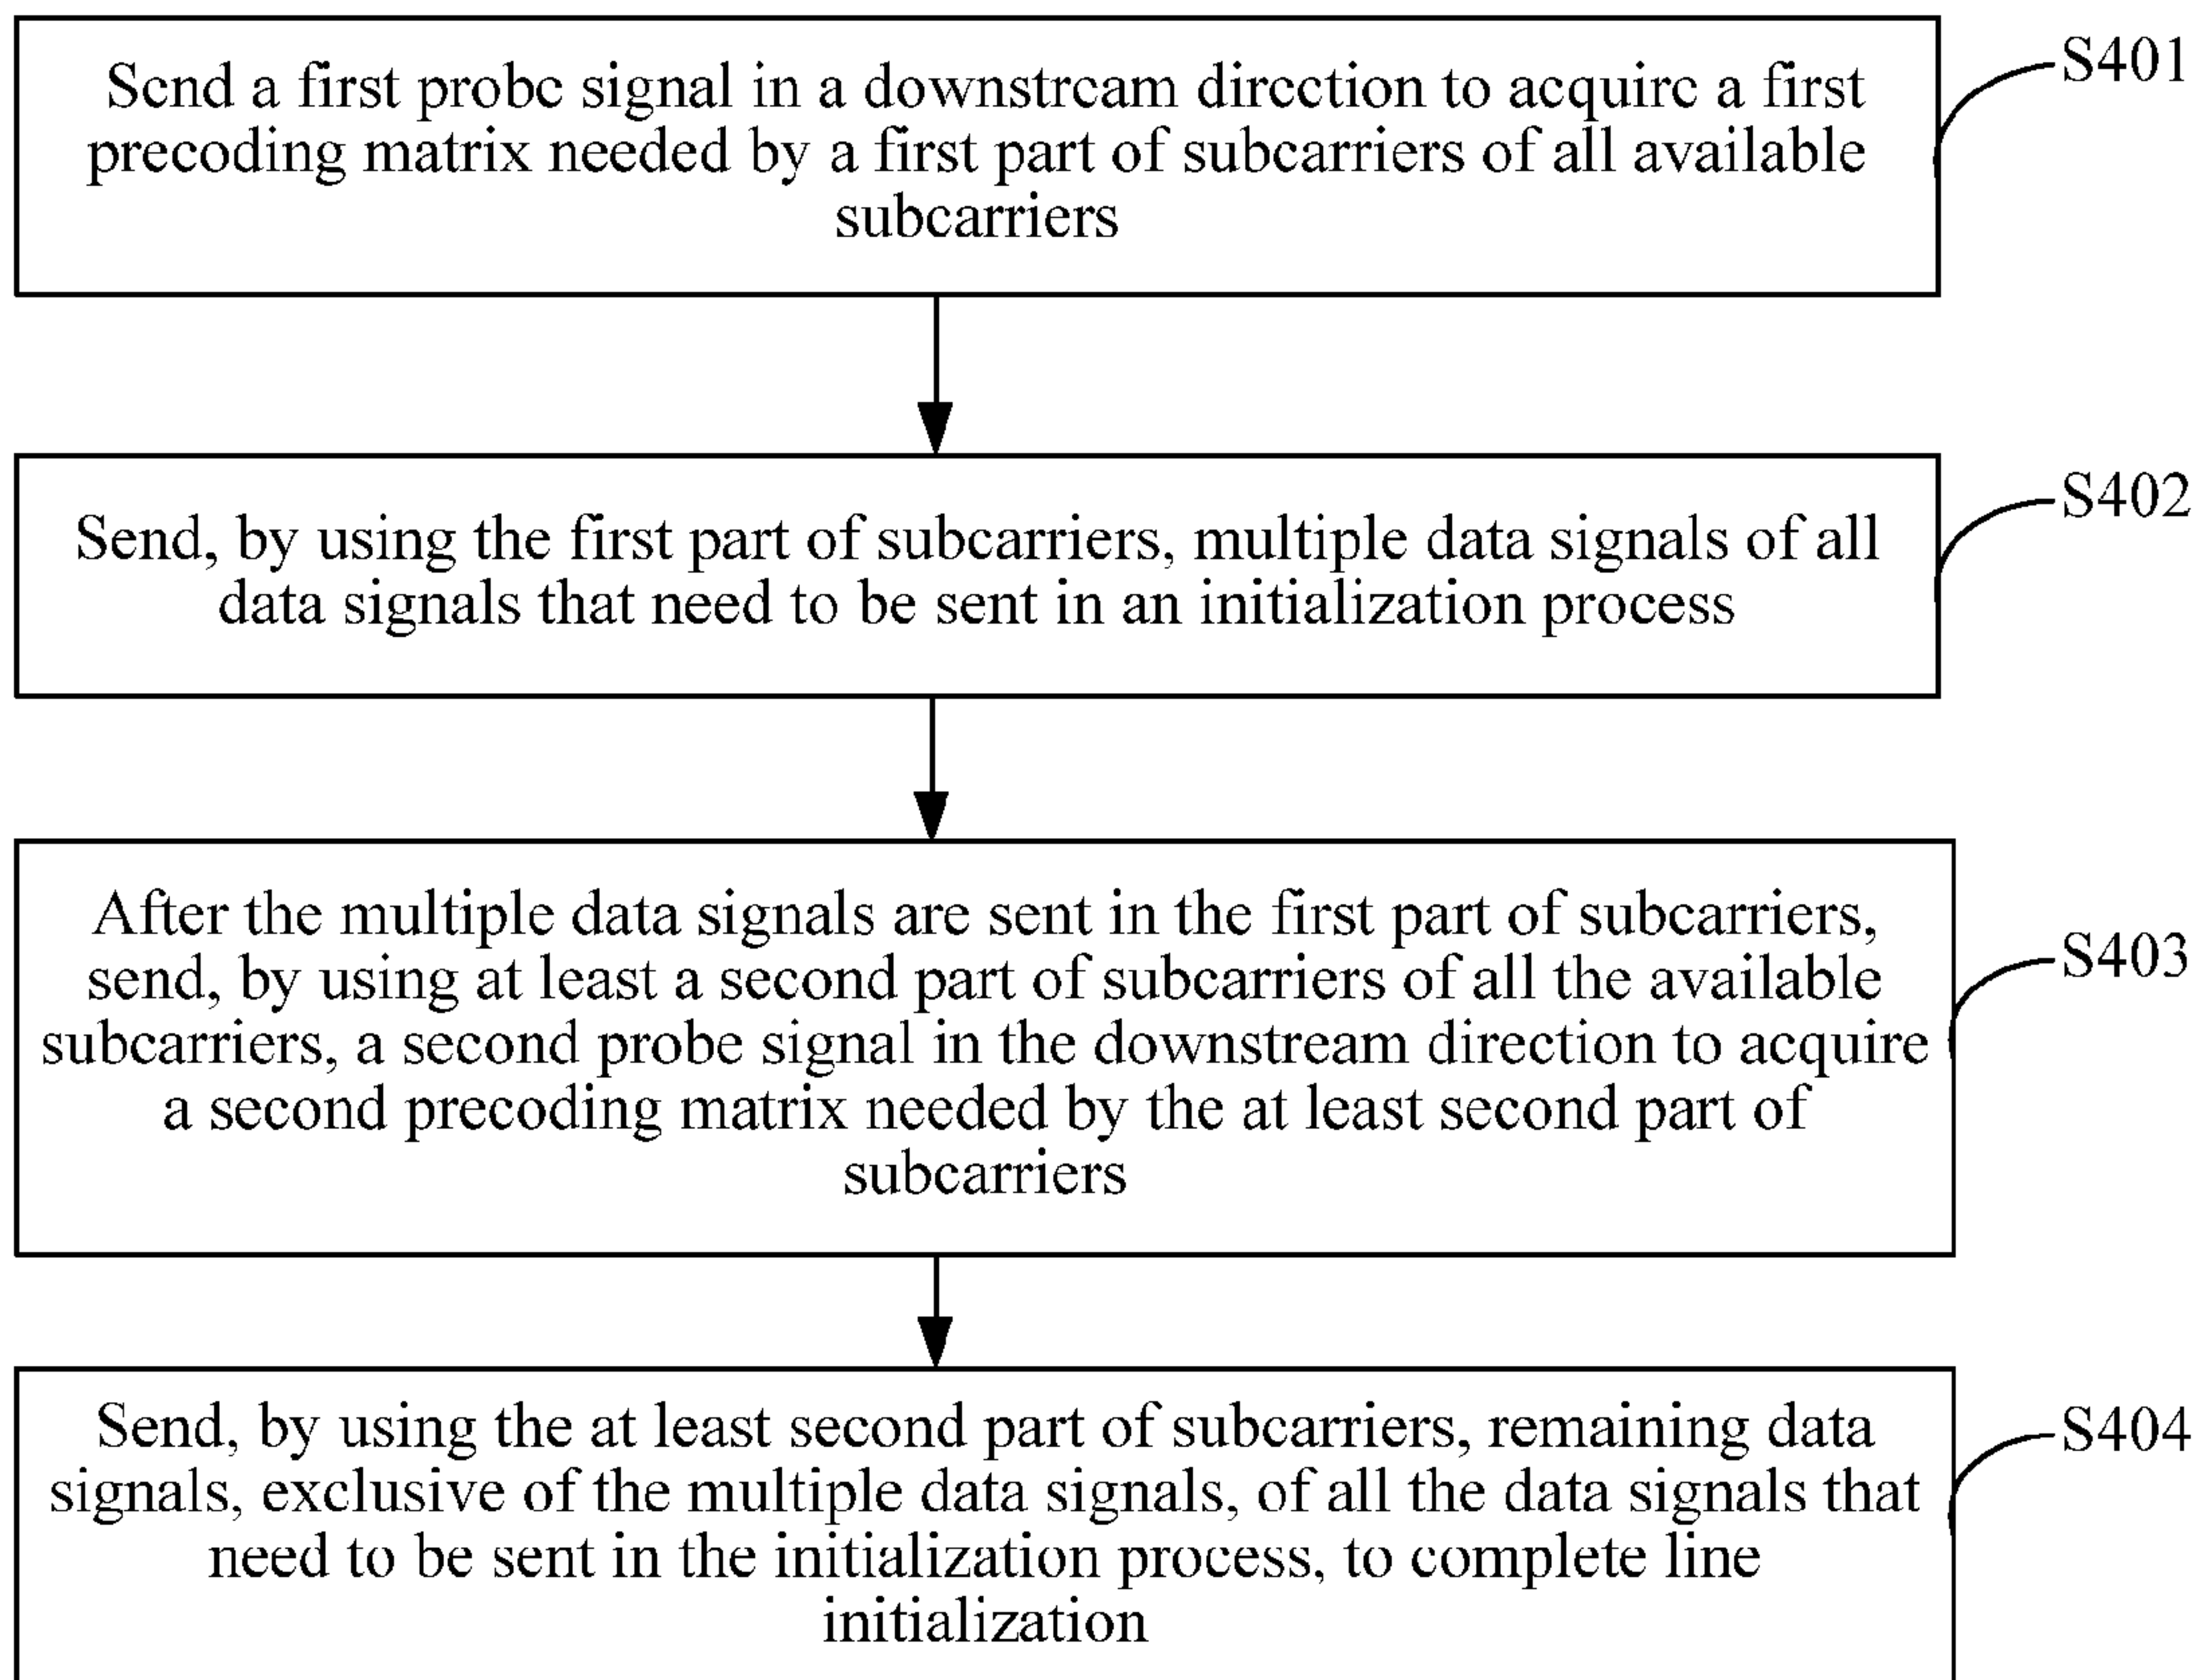 Send a first probe signal in a downstream direction to acquire a first
precoding matrix needed by a first part of subcarriers of all available
subcarriers
S401
Send, by using the first part of subcarriers, multiple data signals of all
data signals that need to be sent in an initialization process
S402
After the multiple data signals are sent in the first part of subcarriers,
send, by using at least a second part of subcarriers of all the available
subcarriers, a second probe signal in the downstream direction to acquire
a second precoding matrix needed by the at least second part of
subcarriers
S403
Send, by using the at least second part of subcarriers, remaining data
signals, exclusive of the multiple data signals, of all the data signals that
need to be sent in the initialization process, to complete line
initialization
S404